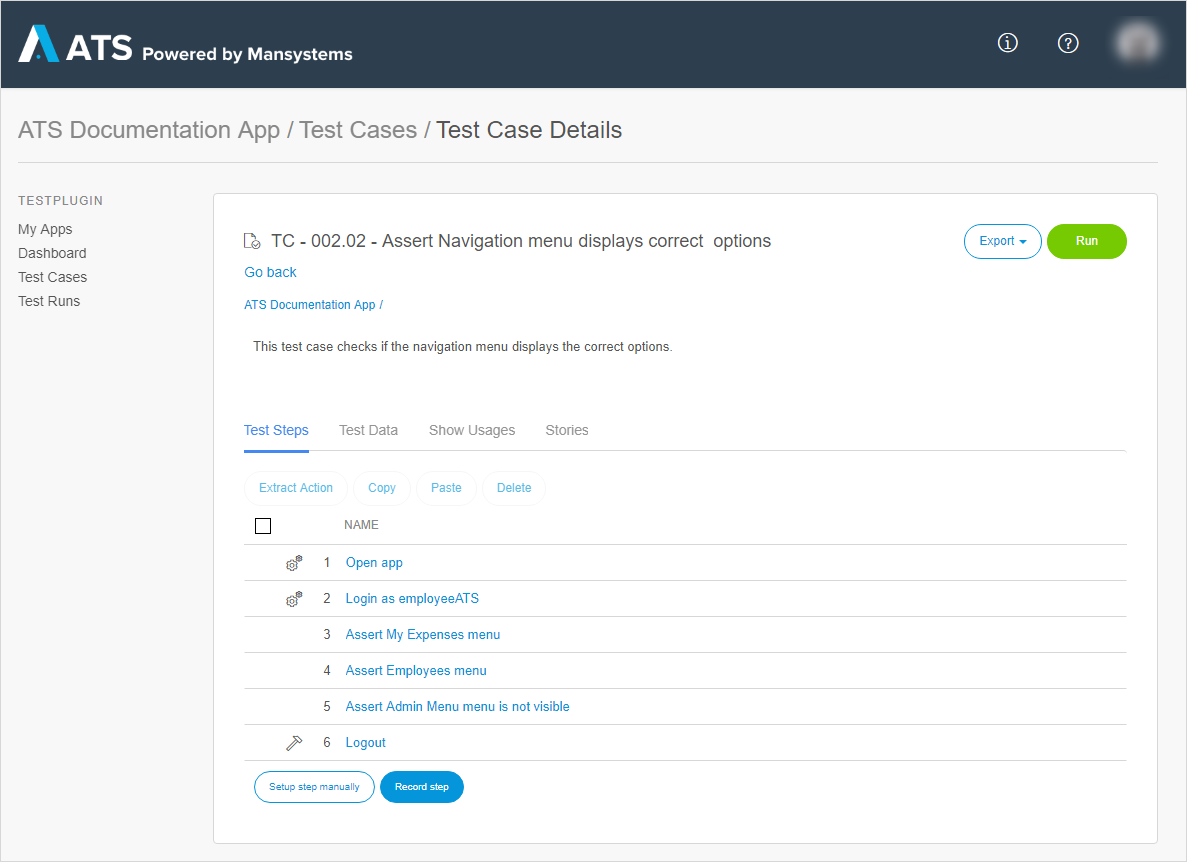 ATS Powered by Mansystems
ATS Documentation App / Test Cases / Test Case Details
TESTPLUGIN
My Apps
Dashboard
Test Cases
Test Runs
TC - 002.02 - Assert Navigation menu displays correct  options
Export
Run
Go back
ATS Documentation App /
This test case checks if the navigation menu displays the correct options.
Test Steps
Test Data
Show Usages
Stories
Extract Action
Copy
Paste
Delete
NAME
1 Open app
2 Login as employeeATS
3 Assert My Expenses menu
4 Assert Employees menu
5 Assert Admin Menu menu is not visible
6 Logout
Setup step manually
Record step